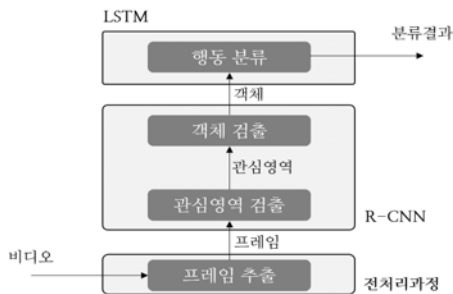 LSTM
행동 분류
분류결과
객체
객체 검출
관심영역
관심영역 검출
R-CNN
프레임
비디오
프레임 추출
전처리과정